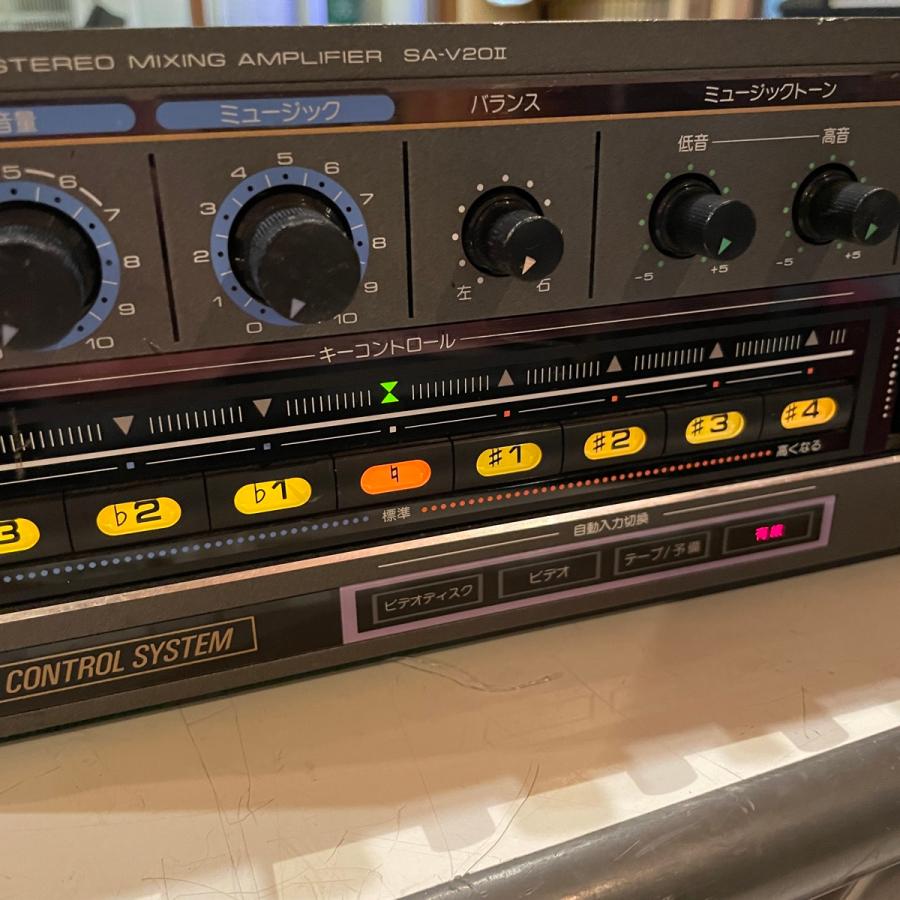 STEREO MIXING AMPLIFIER SA-V20II
音量 ミュージック バランス ミュージックトーン
低音 高音
5 6 7 8 9 10
0 1 2 3 4 5 6 7 8 9 10
左 右
-5 +5 -5 +5
キーコントロール
3 ♭2 ♭1 ♮ ♯1 ♯2 ♯3 ♯4
標準 高くなる
自動入力切換
ビデオディスク ビデオ テープ/予備 有線
CONTROL SYSTEM